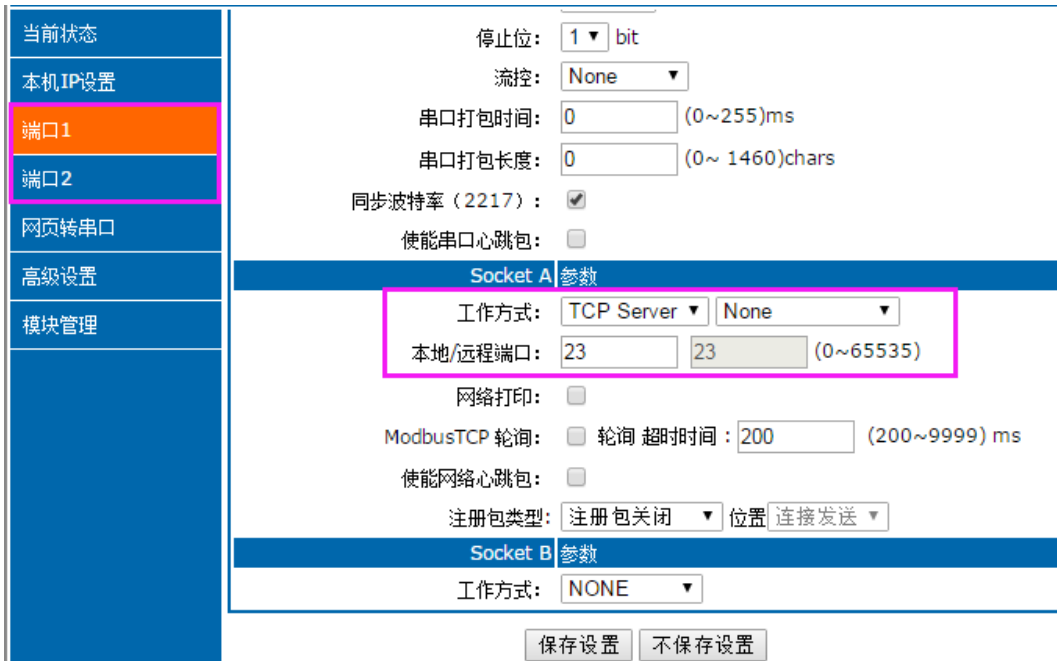 当前状态
本机IP设置
端口1
端口2
网页转串口
高级设置
模块管理
停止位: 1 bit
流控: None
串口打包时间: 0 (0~255)ms
串口打包长度: 0 (0~ 1460)chars
同步波特率（2217）:
使能串口心跳包:
Socket A 参数
工作方式: TCP Server None
本地/远程端口: 23 23 (0~65535)
网络打印:
ModbusTCP 轮询: 轮询 超时时间 : 200 (200~9999) ms
使能网络心跳包:
注册包类型: 注册包关闭 位置 连接发送
Socket B 参数
工作方式: NONE
保存设置 不保存设置